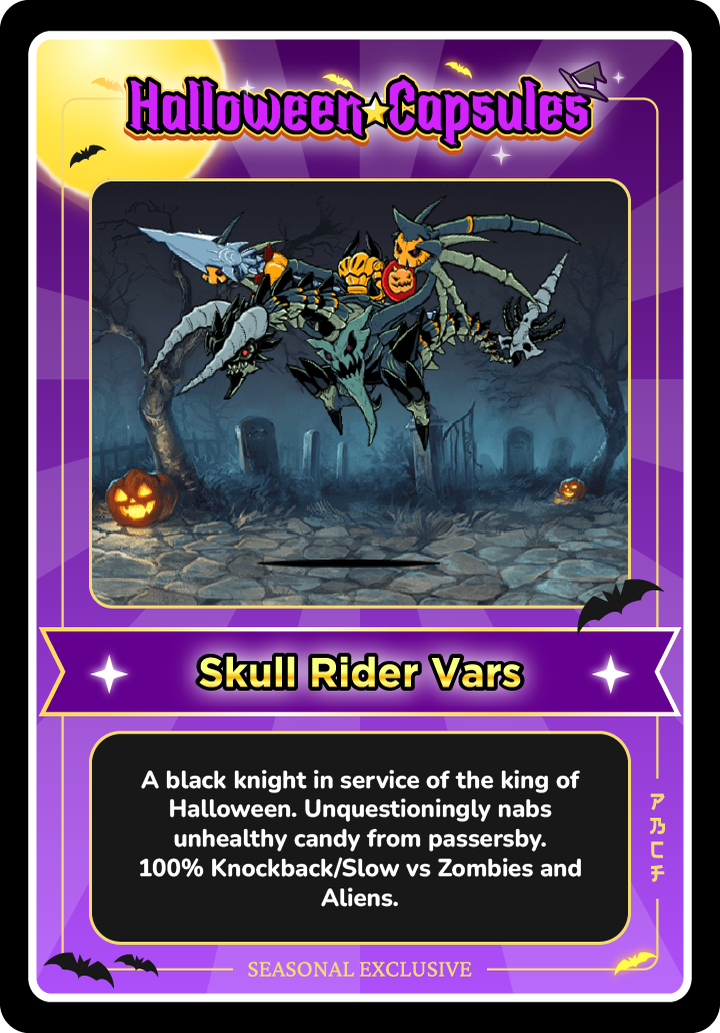 Halloween★Capsules
Skull Rider Vars
A black knight in service of the king of
Halloween. Unquestioningly nabs
unhealthy candy from passersby.
100% Knockback/Slow vs Zombies and
Aliens.
SEASONAL EXCLUSIVE